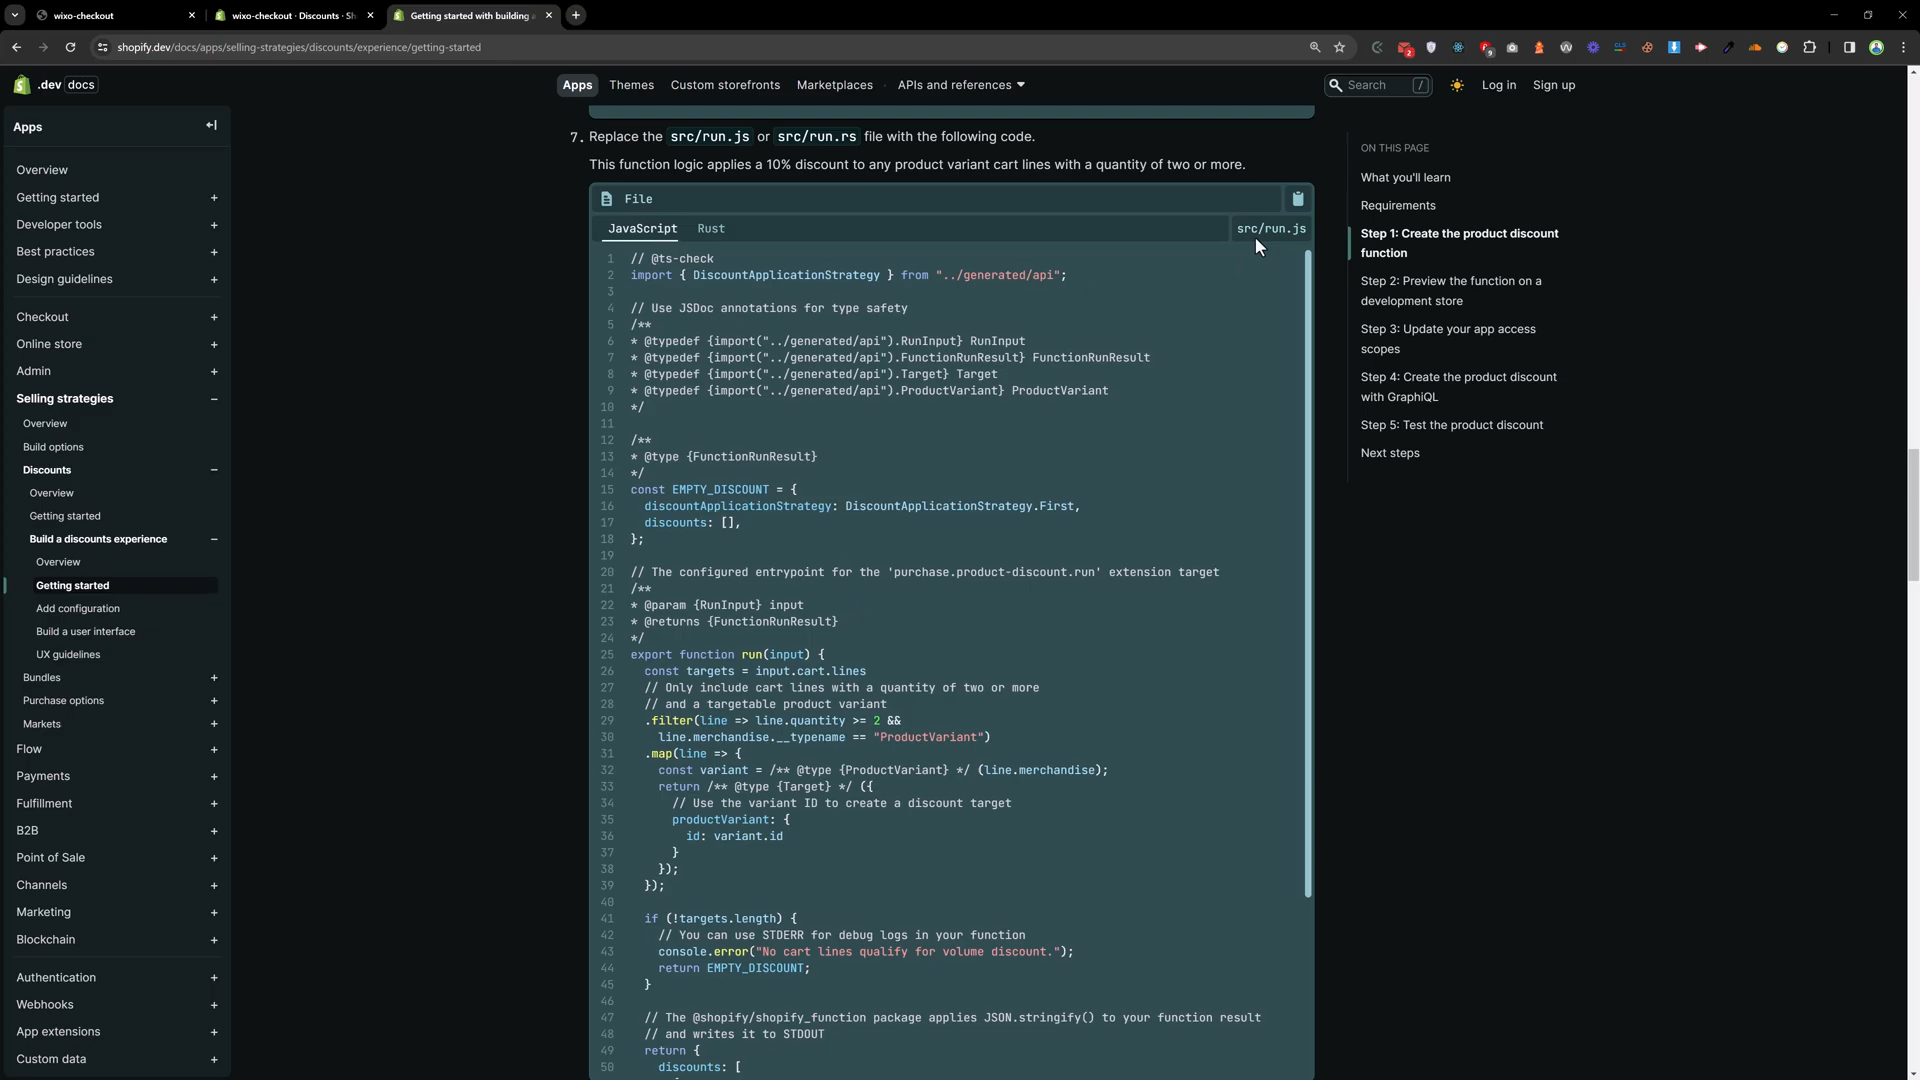 wixo-checkout
wixo-checkout · Discounts · Sh
Getting started with building a
shopify.dev/docs/apps/selling-strategies/discounts/experience/getting-started
.dev docs
Apps
Themes
Custom storefronts
Marketplaces
APIs and references
Search /
Log in
Sign up
Apps
Overview
Getting started
Developer tools
Best practices
Design guidelines
Checkout
Online store
Admin
Selling strategies
Overview
Build options
Discounts
Overview
Getting started
Build a discounts experience
Overview
Getting started
Add configuration
Build a user interface
UX guidelines
Bundles
Purchase options
Markets
Flow
Payments
Fulfillment
B2B
Point of Sale
Channels
Marketing
Blockchain
Authentication
Webhooks
App extensions
Custom data
7. Replace the src/run.js or src/run.rs file with the following code.
This function logic applies a 10% discount to any product variant cart lines with a quantity of two or more.
File
JavaScript Rust src/run.js
1 // @ts-check
2 import { DiscountApplicationStrategy } from "../generated/api";
3
4 // Use JSDoc annotations for type safety
5 /**
6 * @typedef {import("../generated/api").RunInput} RunInput
7 * @typedef {import("../generated/api").FunctionRunResult} FunctionRunResult
8 * @typedef {import("../generated/api").Target} Target
9 * @typedef {import("../generated/api").ProductVariant} ProductVariant
10 */
11
12 /**
13 * @type {FunctionRunResult}
14 */
15 const EMPTY_DISCOUNT = {
16 discountApplicationStrategy: DiscountApplicationStrategy.First,
17 discounts: [],
18 };
19
20 // The configured entrypoint for the 'purchase.product-discount.run' extension target
21 /**
22 * @param {RunInput} input
23 * @returns {FunctionRunResult}
24 */
25 export function run(input) {
26 const targets = input.cart.lines
27 // Only include cart lines with a quantity of two or more
28 // and a targetable product variant
29 .filter(line => line.quantity >= 2 &&
30 line.merchandise.__typename == "ProductVariant")
31 .map(line => {
32 const variant = /** @type {ProductVariant} */ (line.merchandise);
33 return /** @type {Target} */ ({
34 // Use the variant ID to create a discount target
35 productVariant: {
36 id: variant.id
37 }
38 });
39 });
40
41 if (!targets.length) {
42 // You can use STDERR for debug logs in your function
43 console.error("No cart lines qualify for volume discount.");
44 return EMPTY_DISCOUNT;
45 }
46
47 // The @shopify/shopify_function package applies JSON.stringify() to your function result
48 // and writes it to STDOUT
49 return {
50 discounts: [
ON THIS PAGE
What you'll learn
Requirements
Step 1: Create the product discount
function
Step 2: Preview the function on a
development store
Step 3: Update your app access
scopes
Step 4: Create the product discount
with GraphiQL
Step 5: Test the product discount
Next steps